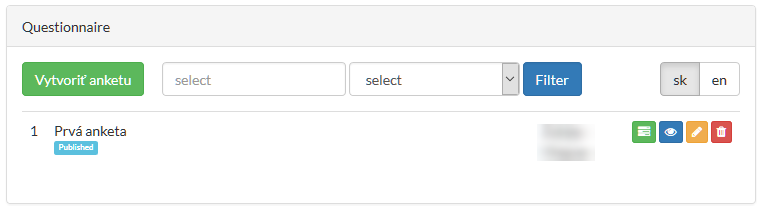 Questionnaire
Vytvoriť anketu select select Filter sk en
1 Prvá anketa
Published